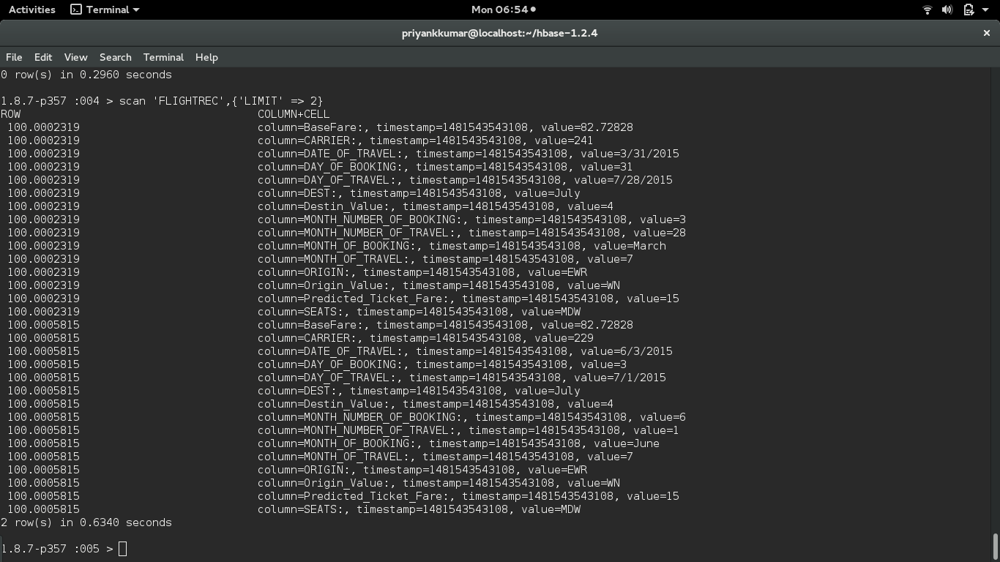 Activities Terminal Mon 06:54
priyankkumar@localhost:~/hbase-1.2.4 ×
File Edit View Search Terminal Help
0 row(s) in 0.2960 seconds
1.8.7-p357 :004 > scan 'FLIGHTREC',{'LIMIT' => 2}
ROW COLUMN+CELL
100.0002319 column=BaseFare:, timestamp=1481543543108, value=82.72828
100.0002319 column=CARRIER:, timestamp=1481543543108, value=241
100.0002319 column=DATE_OF_TRAVEL:, timestamp=1481543543108, value=3/31/2015
100.0002319 column=DAY_OF_BOOKING:, timestamp=1481543543108, value=31
100.0002319 column=DAY_OF_TRAVEL:, timestamp=1481543543108, value=7/28/2015
100.0002319 column=DEST:, timestamp=1481543543108, value=July
100.0002319 column=Destin_Value:, timestamp=1481543543108, value=4
100.0002319 column=MONTH_NUMBER_OF_BOOKING:, timestamp=1481543543108, value=3
100.0002319 column=MONTH_NUMBER_OF_TRAVEL:, timestamp=1481543543108, value=28
100.0002319 column=MONTH_OF_BOOKING:, timestamp=1481543543108, value=March
100.0002319 column=MONTH_OF_TRAVEL:, timestamp=1481543543108, value=7
100.0002319 column=ORIGIN:, timestamp=1481543543108, value=EWR
100.0002319 column=Origin_Value:, timestamp=1481543543108, value=WN
100.0002319 column=Predicted_Ticket_Fare:, timestamp=1481543543108, value=15
100.0002319 column=SEATS:, timestamp=1481543543108, value=MDW
100.0005815 column=BaseFare:, timestamp=1481543543108, value=82.72828
100.0005815 column=CARRIER:, timestamp=1481543543108, value=229
100.0005815 column=DATE_OF_TRAVEL:, timestamp=1481543543108, value=6/3/2015
100.0005815 column=DAY_OF_BOOKING:, timestamp=1481543543108, value=3
100.0005815 column=DAY_OF_TRAVEL:, timestamp=1481543543108, value=7/1/2015
100.0005815 column=DEST:, timestamp=1481543543108, value=July
100.0005815 column=Destin_Value:, timestamp=1481543543108, value=4
100.0005815 column=MONTH_NUMBER_OF_BOOKING:, timestamp=1481543543108, value=6
100.0005815 column=MONTH_NUMBER_OF_TRAVEL:, timestamp=1481543543108, value=1
100.0005815 column=MONTH_OF_BOOKING:, timestamp=1481543543108, value=June
100.0005815 column=MONTH_OF_TRAVEL:, timestamp=1481543543108, value=7
100.0005815 column=ORIGIN:, timestamp=1481543543108, value=EWR
100.0005815 column=Origin_Value:, timestamp=1481543543108, value=WN
100.0005815 column=Predicted_Ticket_Fare:, timestamp=1481543543108, value=15
100.0005815 column=SEATS:, timestamp=1481543543108, value=MDW
2 row(s) in 0.6340 seconds
1.8.7-p357 :005 >